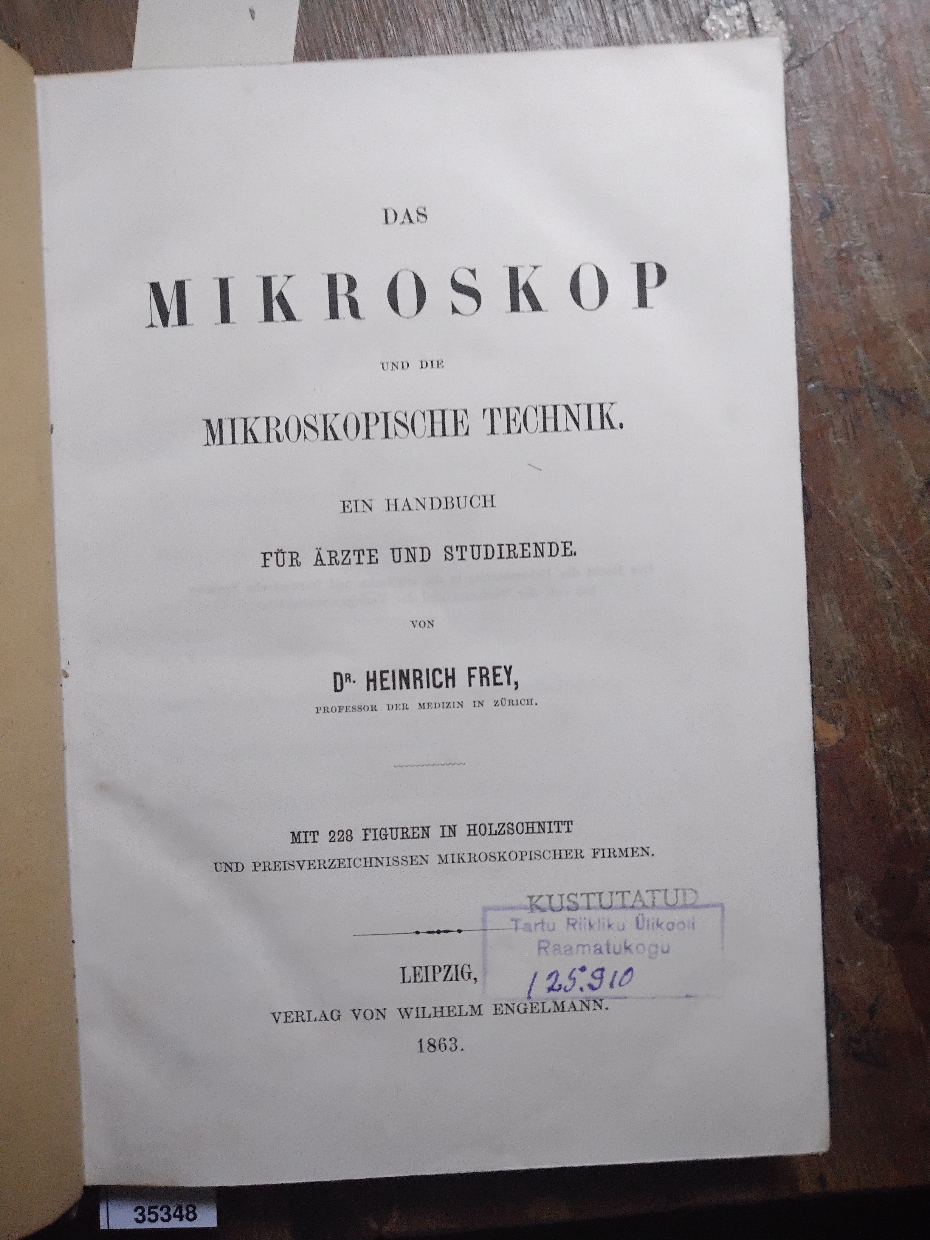 DAS
MIKROSKOP
UND DIE
MIKROSKOPISCHE TECHNIK.
EIN HANDBUCH
FÜR ÄRZTE UND STUDIRENDE.
VON
DR. HEINRICH FREY,
PROFESSOR DER MEDIZIN IN ZÜRICH.
MIT 228 FIGUREN IN HOLZSCHNITT
UND PREISVERZEICHNISSEN MIKROSKOPISCHER FIRMEN.
KUSTUTATUD
Tartu Riikliku Ülikooli
Raamatukogu
125.910
LEIPZIG,
VERLAG VON WILHELM ENGELMANN.
1863.
35348